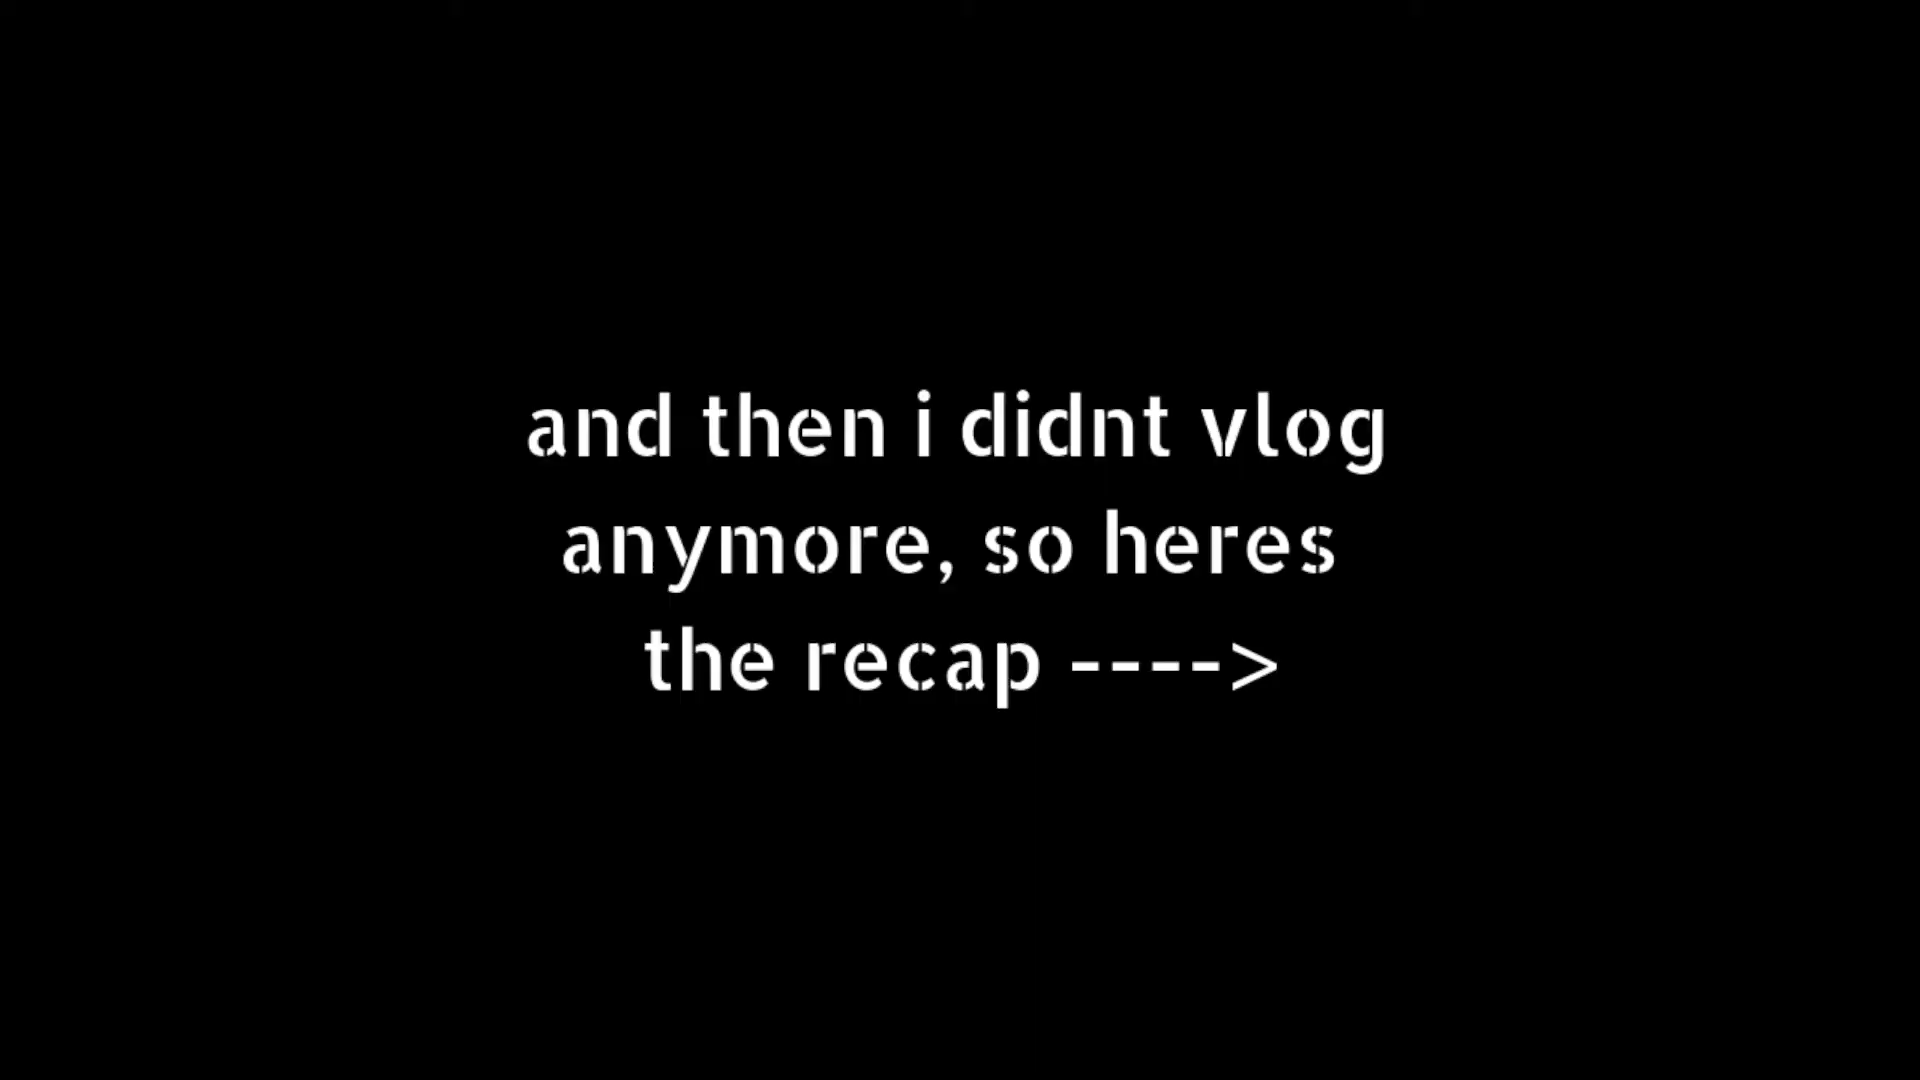 and then i didnt vlog
anymore, so heres
the recap ---->